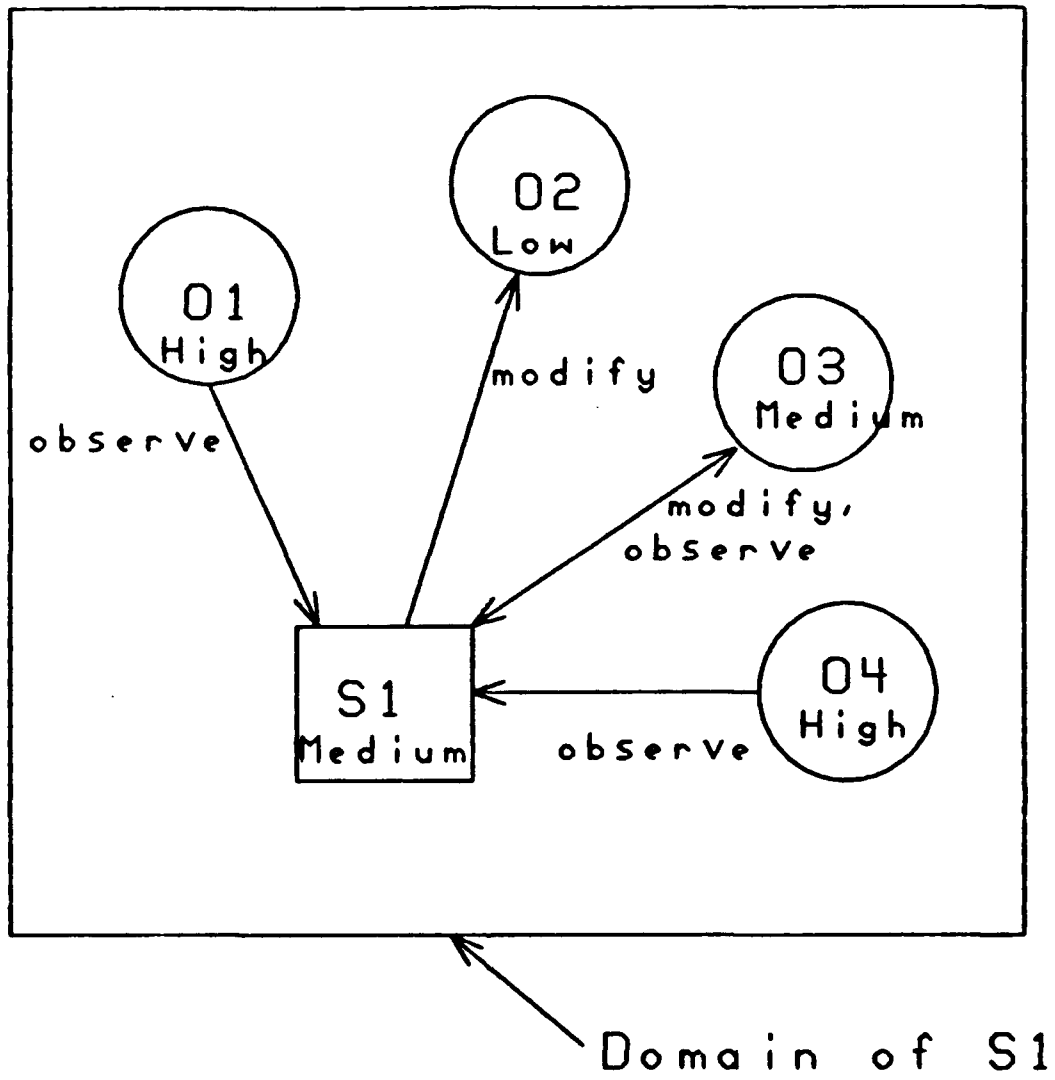 O2
Low
O1
High
O3
Medium
modify
observe
modify,
observe
O4
High
S1
Medium
observe
Domain of S1